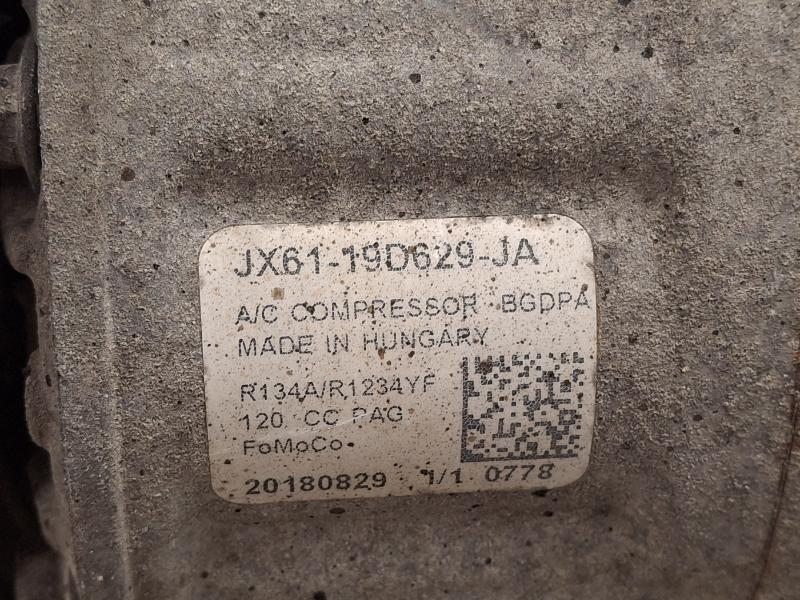 JX61-19D629-JA
A/C COMPRESSOR BGDPA
MADE IN HUNGARY
R134A/R1234YF
120 CC PAG
FoMoCo
20180829 1/1 0778